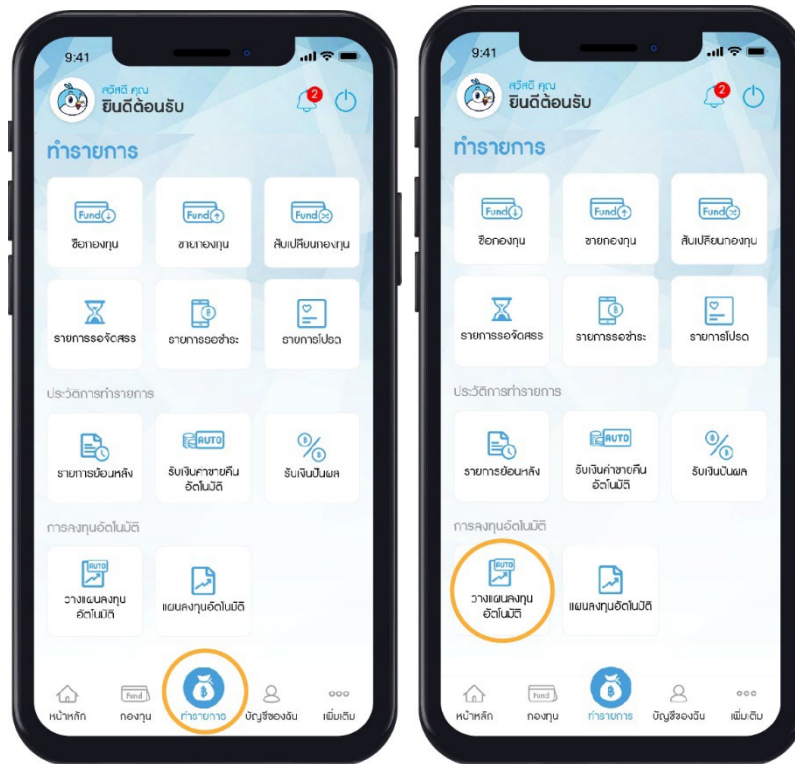 9:41
สวัสดี คุณ
ยินดีต้อนรับ
2
ทำรายการ
Fund
Fund
Fund
ซื้อกองทุน
ขายกองทุน
สับเปลี่ยนกองทุน
รายการรอจัดสรร
รายการรอชำระ
รายการโปรด
ประวัติการทำรายการ
AUTO
รายการย้อนหลัง
รับเงินค่าขายคืน
อัตโนมัติ
รับเงินปันผล
การลงทุนอัตโนมัติ
AUTO
วางแผนลงทุน
อัตโนมัติ
แผนลงทุนอัตโนมัติ
Fund
หน้าหลัก
กองทุน
ทำรายการ
บัญชีของฉัน
เพิ่มเติม
9:41
สวัสดี คุณ
ยินดีต้อนรับ
2
ทำรายการ
Fund
Fund
Fund
ซื้อกองทุน
ขายกองทุน
สับเปลี่ยนกองทุน
รายการรอจัดสรร
รายการรอชำระ
รายการโปรด
ประวัติการทำรายการ
AUTO
รายการย้อนหลัง
รับเงินค่าขายคืน
อัตโนมัติ
รับเงินปันผล
การลงทุนอัตโนมัติ
AUTO
วางแผนลงทุน
อัตโนมัติ
แผนลงทุนอัตโนมัติ
Fund
หน้าหลัก
กองทุน
ทำรายการ
บัญชีของฉัน
เพิ่มเติม